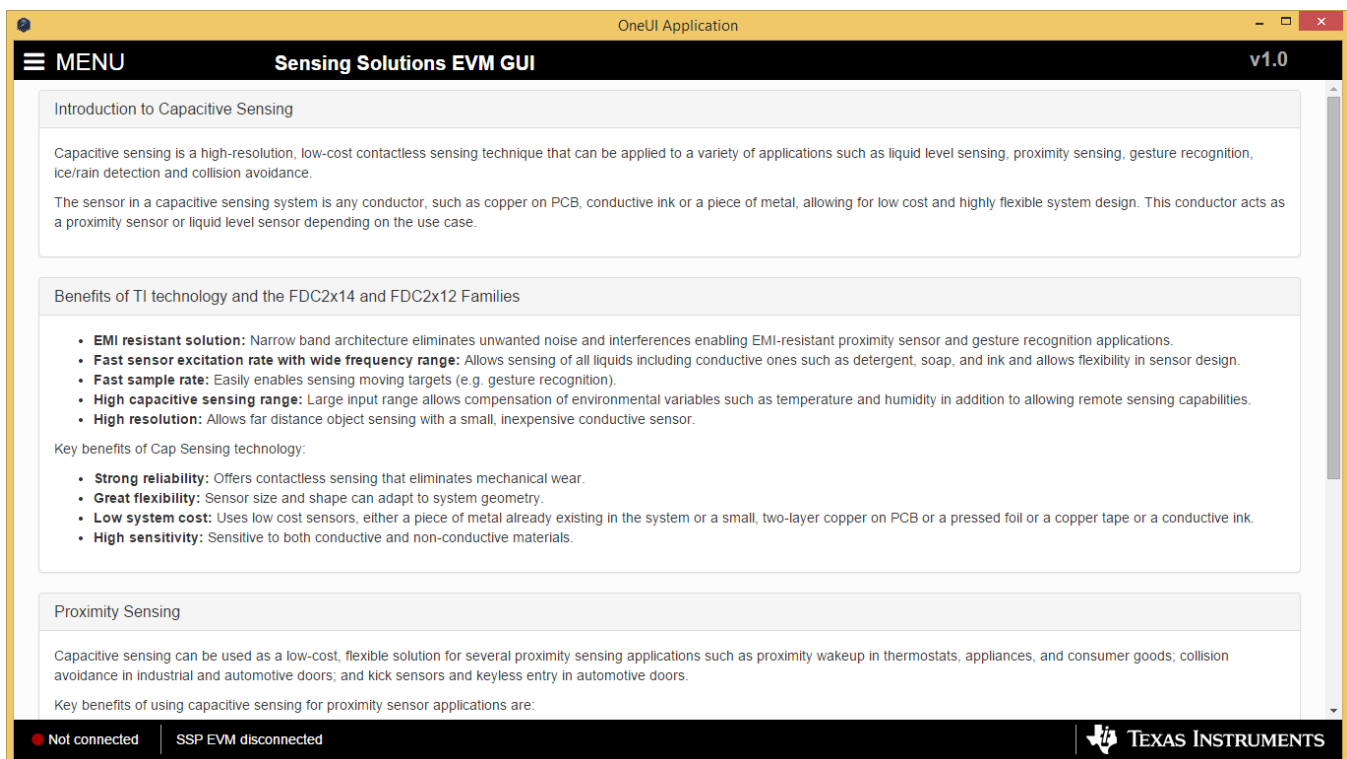 OneUI Application
MENU
Sensing Solutions EVM GUI
v1.0
Introduction to Capacitive Sensing
Capacitive sensing is a high-resolution, low-cost contactless sensing technique that can be applied to a variety of applications such as liquid level sensing, proximity sensing, gesture recognition,
ice/rain detection and collision avoidance.
The sensor in a capacitive sensing system is any conductor, such as copper on PCB, conductive ink or a piece of metal, allowing for low cost and highly flexible system design. This conductor acts as
a proximity sensor or liquid level sensor depending on the use case.
Benefits of TI technology and the FDC2x14 and FDC2x12 Families
• EMI resistant solution: Narrow band architecture eliminates unwanted noise and interferences enabling EMI-resistant proximity sensor and gesture recognition applications.
• Fast sensor excitation rate with wide frequency range: Allows sensing of all liquids including conductive ones such as detergent, soap, and ink and allows flexibility in sensor design.
• Fast sample rate: Easily enables sensing moving targets (e.g. gesture recognition).
• High capacitive sensing range: Large input range allows compensation of environmental variables such as temperature and humidity in addition to allowing remote sensing capabilities.
• High resolution: Allows far distance object sensing with a small, inexpensive conductive sensor.
Key benefits of Cap Sensing technology:
• Strong reliability: Offers contactless sensing that eliminates mechanical wear.
• Great flexibility: Sensor size and shape can adapt to system geometry.
• Low system cost: Uses low cost sensors, either a piece of metal already existing in the system or a small, two-layer copper on PCB or a pressed foil or a copper tape or a conductive ink.
• High sensitivity: Sensitive to both conductive and non-conductive materials.
Proximity Sensing
Capacitive sensing can be used as a low-cost, flexible solution for several proximity sensing applications such as proximity wakeup in thermostats, appliances, and consumer goods; collision
avoidance in industrial and automotive doors; and kick sensors and keyless entry in automotive doors.
Key benefits of using capacitive sensing for proximity sensor applications are:
Not connected
SSP EVM disconnected
TEXAS INSTRUMENTS